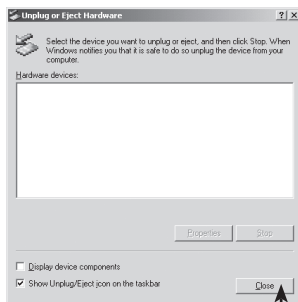 Unplug or Eject Hardware
Select the device you want to unplug or eject, and then click Stop. When
Windows notifies you that it is safe to do so unplug the device from your
computer.
Hardware devices:
Properties Stop
Display device components
Show Unplug/Eject icon on the taskbar
Close